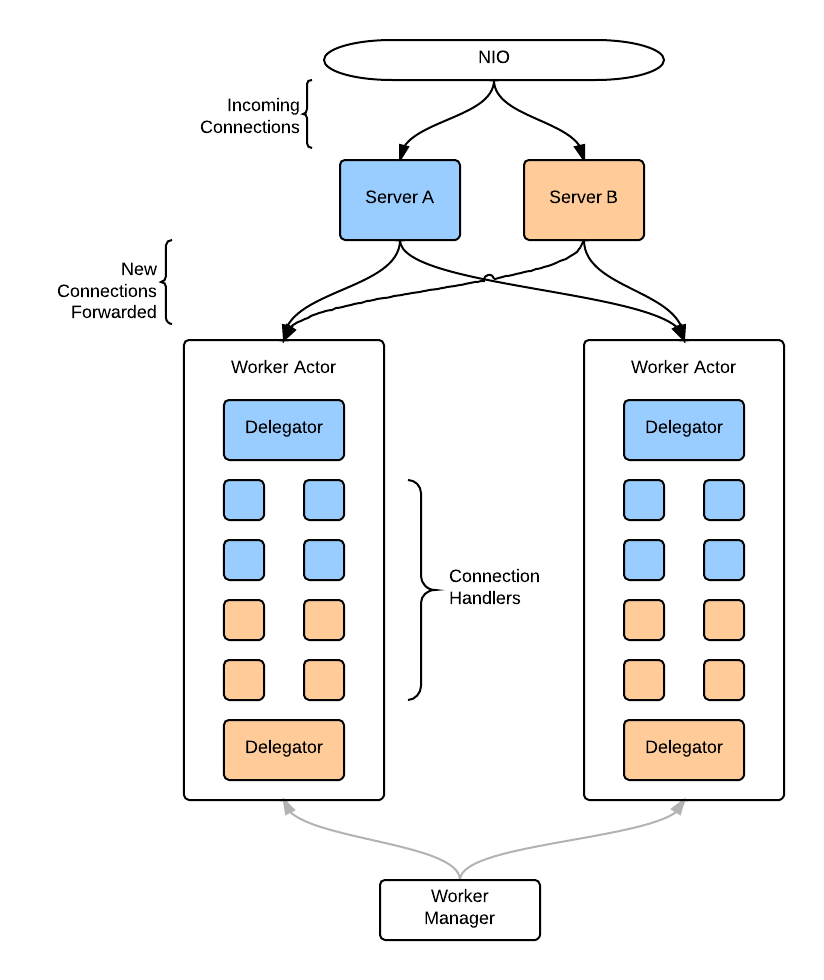 NIO
Incoming
Connections
Server A
Server B
New
Connections
Forwarded
Worker Actor
Worker Actor
Delegator
Delegator
Connection
Handlers
Delegator
Delegator
Worker
Manager